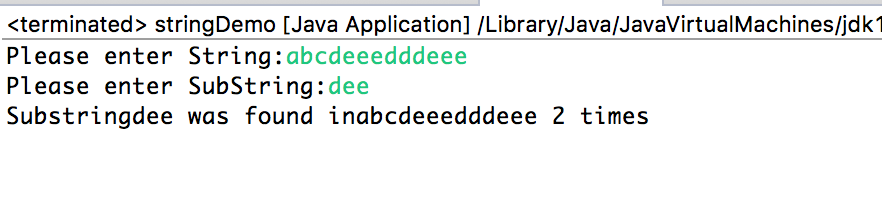 <terminated> stringDemo [Java Application] /Library/Java/JavaVirtualMachines/jdk1
Please enter String:abcdeeedddeee
Please enter SubString:dee
Substringdee was found inabcdeeedddeee 2 times